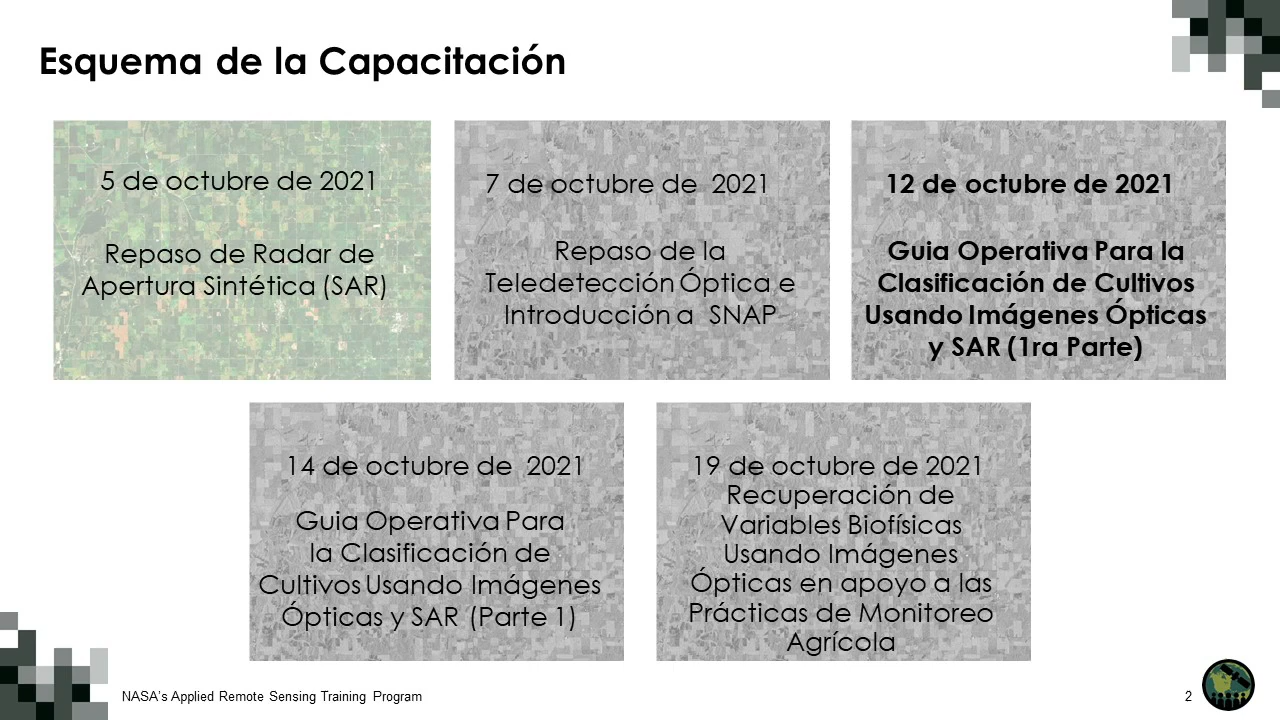 Esquema de la Capacitación
5 de octubre de 2021
Repaso de Radar de
Apertura Sintética (SAR)
7 de octubre de 2021
Repaso de la
Teledetección Óptica e
Introducción a SNAP
12 de octubre de 2021
Guia Operativa Para la
Clasificación de Cultivos
Usando Imágenes Ópticas
y SAR (1ra Parte)
14 de octubre de 2021
Guia Operativa Para
la Clasificación de
Cultivos Usando Imágenes
Ópticas y SAR (Parte 1)
19 de octubre de 2021
Recuperación de
Variables Biofísicas
Usando Imágenes
Ópticas en apoyo a las
Prácticas de Monitoreo
Agrícola
NASA's Applied Remote Sensing Training Program
2